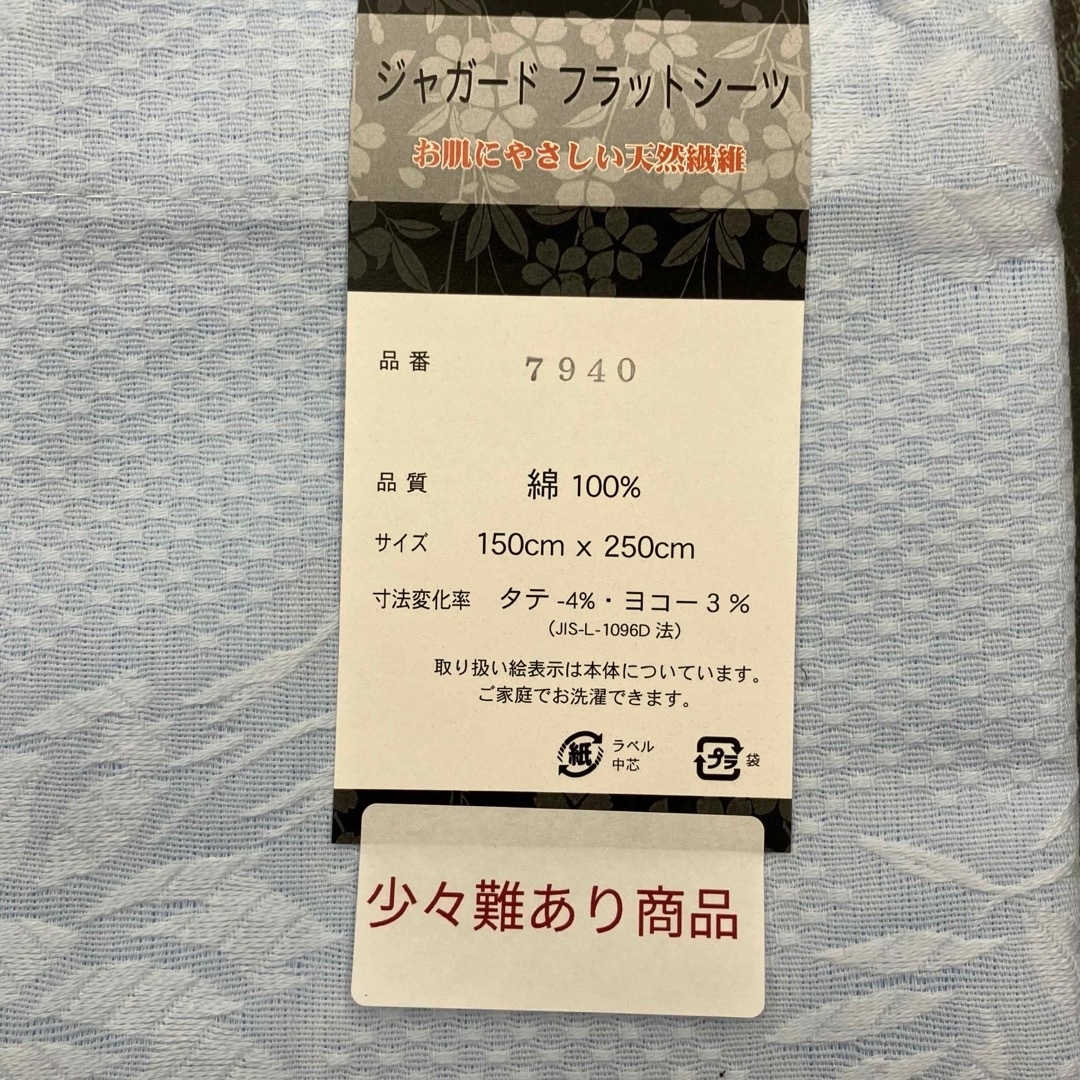 ジャガード フラットシーツ
お肌にやさしい天然繊維
品番 7940
品質 綿 100%
サイズ 150cm x 250cm
寸法変化率 タテ -4%・ヨコー 3 %
(JIS-L-1096D 法)
取り扱い絵表示は本体についています。
ご家庭でお洗濯できます。
紙 ラベル 中芯 プラ 袋
少々難あり商品